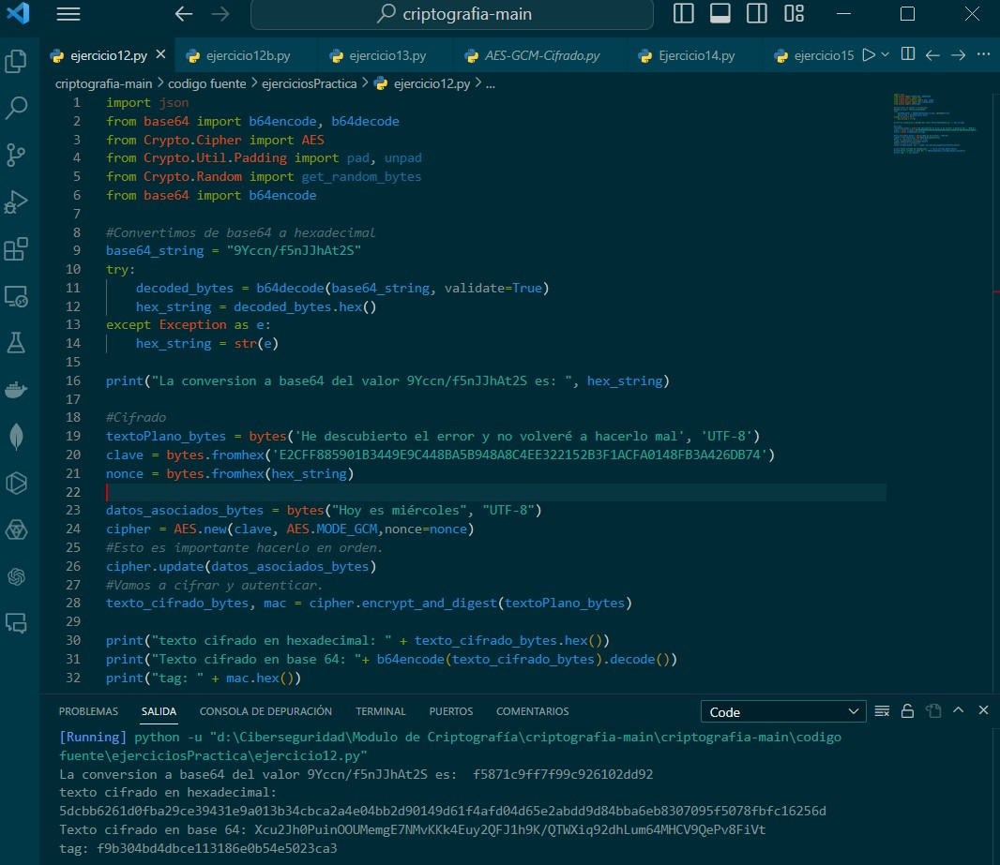 criptografia-main
ejercicio12.py
ejercicio12b.py
ejercicio13.py
AES-GCM-Cifrado.py
Ejercicio14.py
ejercicio15
criptografia-main > codigo fuente > ejerciciosPractica > ejercicio12.py > ...
1 import json
2 from base64 import b64encode, b64decode
3 from Crypto.Cipher import AES
4 from Crypto.Util.Padding import pad, unpad
5 from Crypto.Random import get_random_bytes
6 from base64 import b64encode
7
8 #Convertimos de base64 a hexadecimal
9 base64_string = "9Yccn/f5nJJhAt2S"
10 try:
11     decoded_bytes = b64decode(base64_string, validate=True)
12     hex_string = decoded_bytes.hex()
13 except Exception as e:
14     hex_string = str(e)
15
16 print("La conversion a base64 del valor 9Yccn/f5nJJhAt2S es: ", hex_string)
17
18 #Cifrado
19 textoPlano_bytes = bytes('He descubierto el error y no volveré a hacerlo mal', 'UTF-8')
20 clave = bytes.fromhex('E2CFF885901B3449E9C448BA5B948A8C4EE322152B3F1ACFA0148FB3A426DB74')
21 nonce = bytes.fromhex(hex_string)
22
23 datos_asociados_bytes = bytes("Hoy es miércoles", "UTF-8")
24 cipher = AES.new(clave, AES.MODE_GCM,nonce=nonce)
25 #Esto es importante hacerlo en orden.
26 cipher.update(datos_asociados_bytes)
27 #Vamos a cifrar y autenticar.
28 texto_cifrado_bytes, mac = cipher.encrypt_and_digest(textoPlano_bytes)
29
30 print("texto cifrado en hexadecimal: " + texto_cifrado_bytes.hex())
31 print("Texto cifrado en base 64: "+ b64encode(texto_cifrado_bytes).decode())
32 print("tag: " + mac.hex())
PROBLEMAS SALIDA CONSOLA DE DEPURACIÓN TERMINAL PUERTOS COMENTARIOS Code
[Running] python -u "d:\Ciberseguridad\Modulo de Criptografía\criptografia-main\criptografia-main\codigo
fuente\ejerciciosPractica\ejercicio12.py"
La conversion a base64 del valor 9Yccn/f5nJJhAt2S es:  f5871c9ff7f99c926102dd92
texto cifrado en hexadecimal:
5dcbb6261d0fba29ce39431e9a013b34cbca2a4e04bb2d90149d61f4afd04d65e2abdd9d84bba6eb8307095f5078fbfc16256d
Texto cifrado en base 64: Xcu2Jh0PuinOOUMemgE7NMvKKk4Euy2QFJ1h9K/QTWXiq92dhLum64MHCV9QePv8FiVt
tag: f9b304bd4dbce113186e0b54e5023ca3